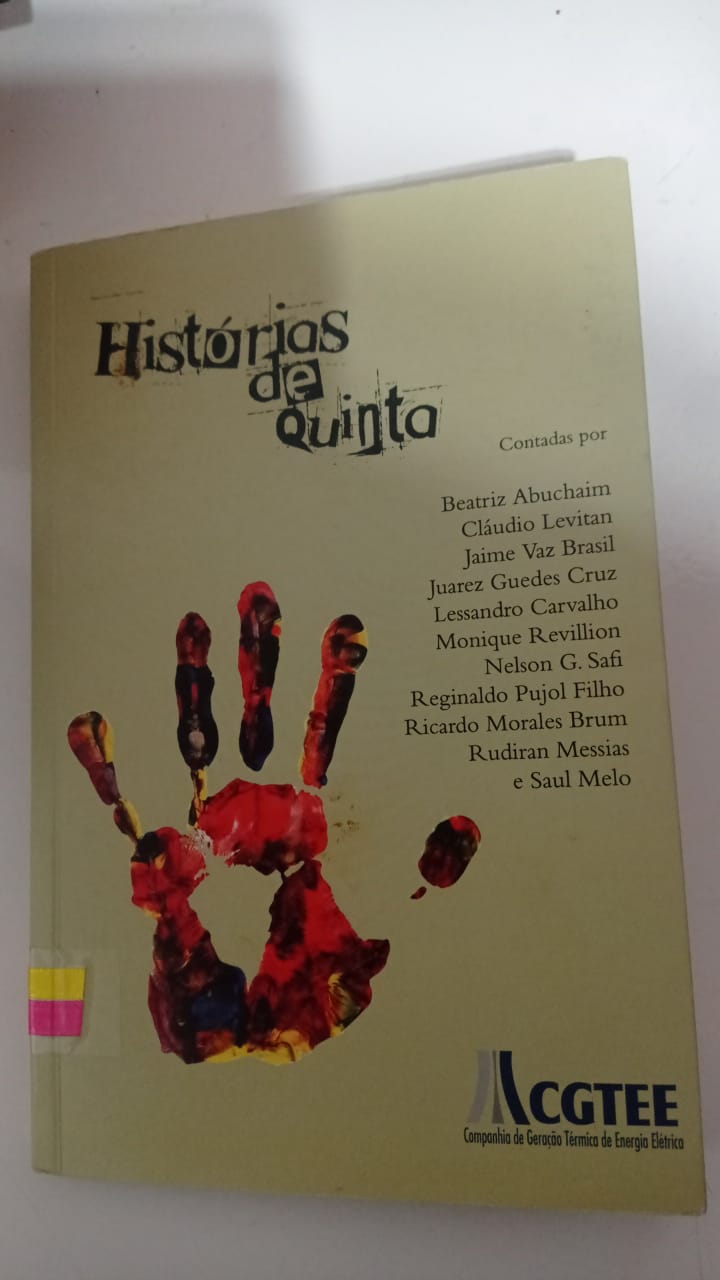 Histórias
de
Quinta
Contadas por
Beatriz Abuchaim
Cláudio Levitan
Jaime Vaz Brasil
Juarez Guedes Cruz
Lessandro Carvalho
Monique Revillion
Nelson G. Safi
Reginaldo Pujol Filho
Ricardo Morales Brum
Rudiran Messias
e Saul Melo
CGTEE
Companhia de Geração Térmica de Energia Elétrica